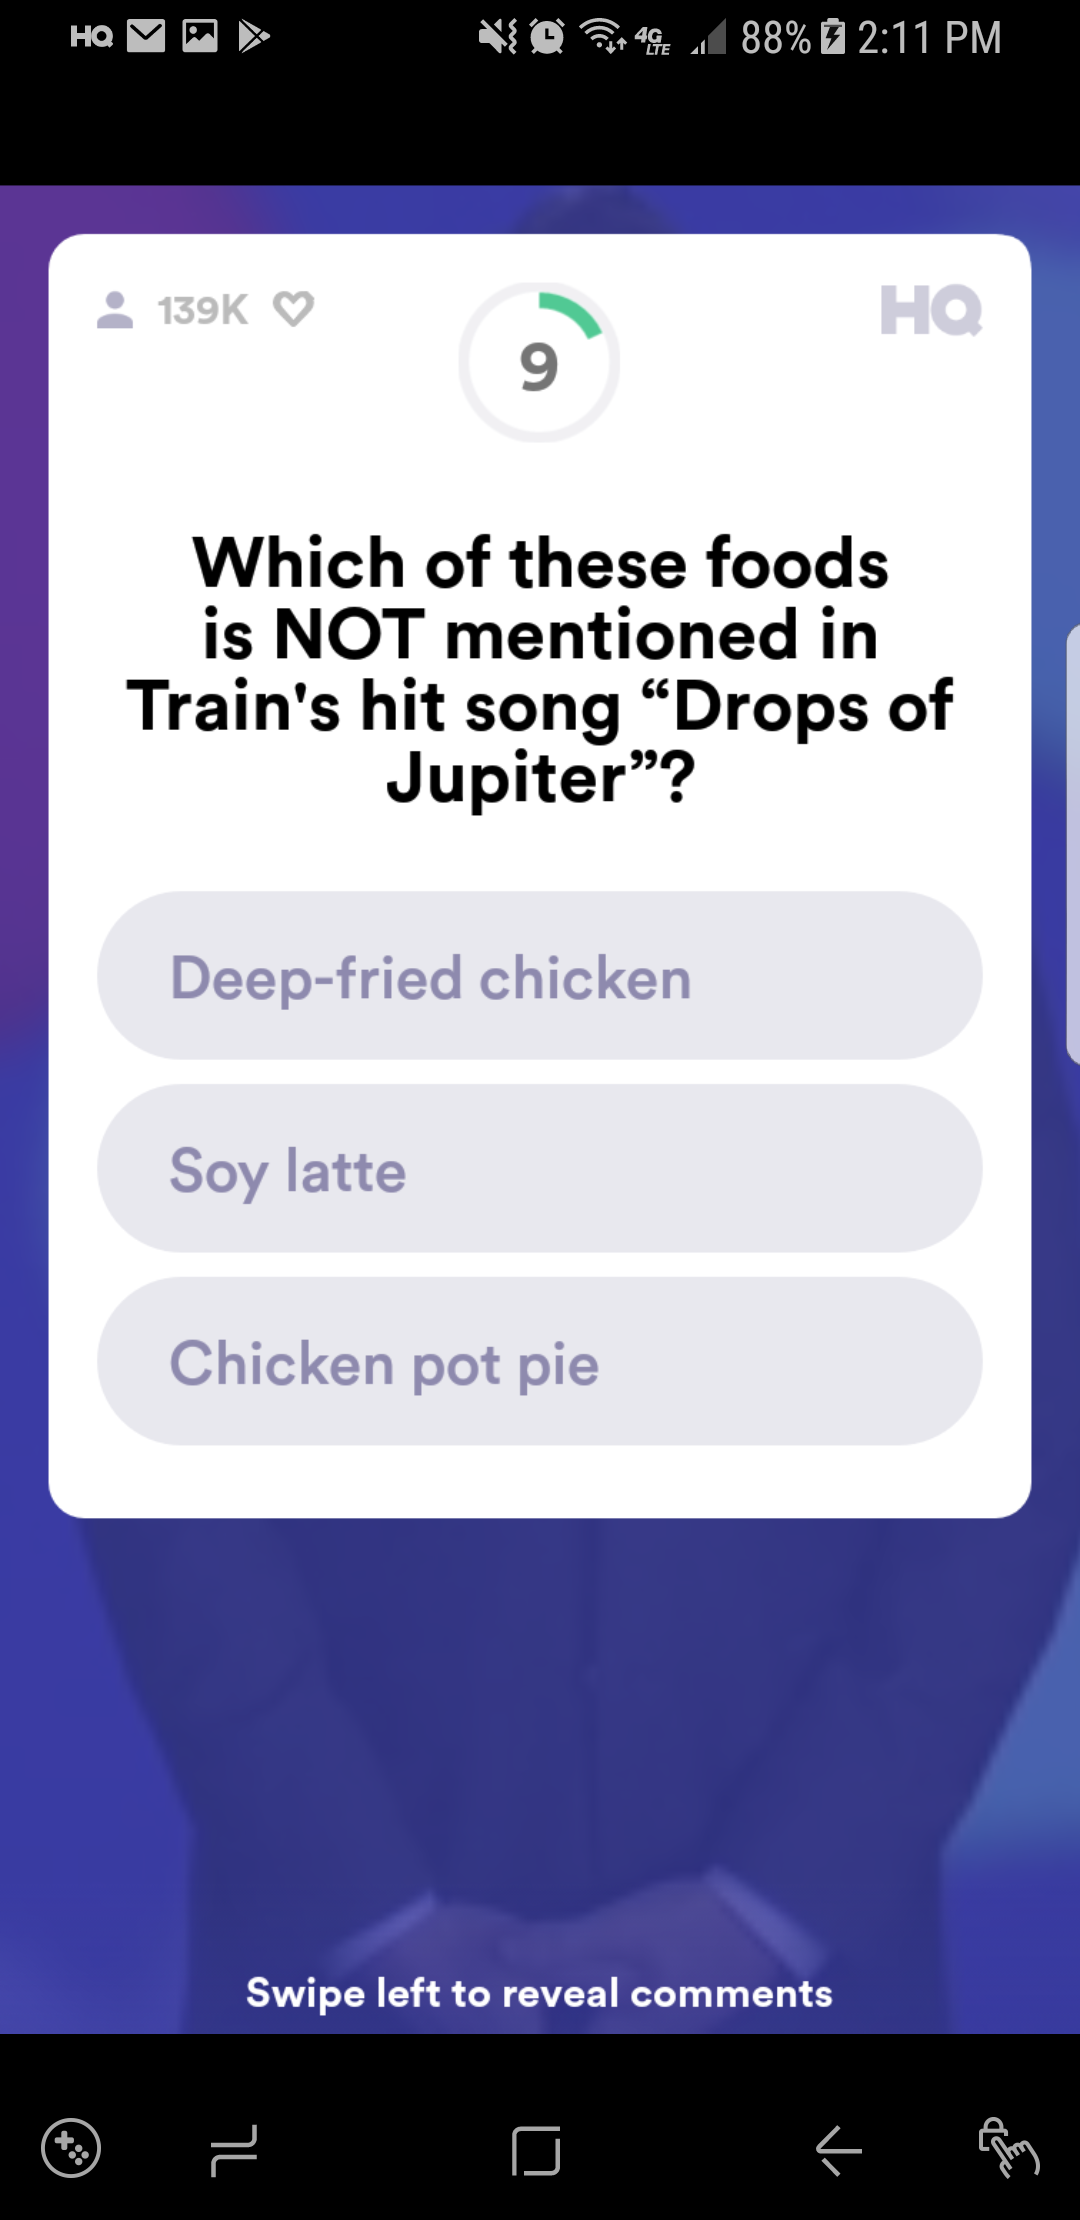 HQ 4G LTE 88% 2:11 PM
139K
9
HQ
Which of these foods
is NOT mentioned in
Train's hit song “Drops of
Jupiter”?
Deep-fried chicken
Soy latte
Chicken pot pie
Swipe left to reveal comments